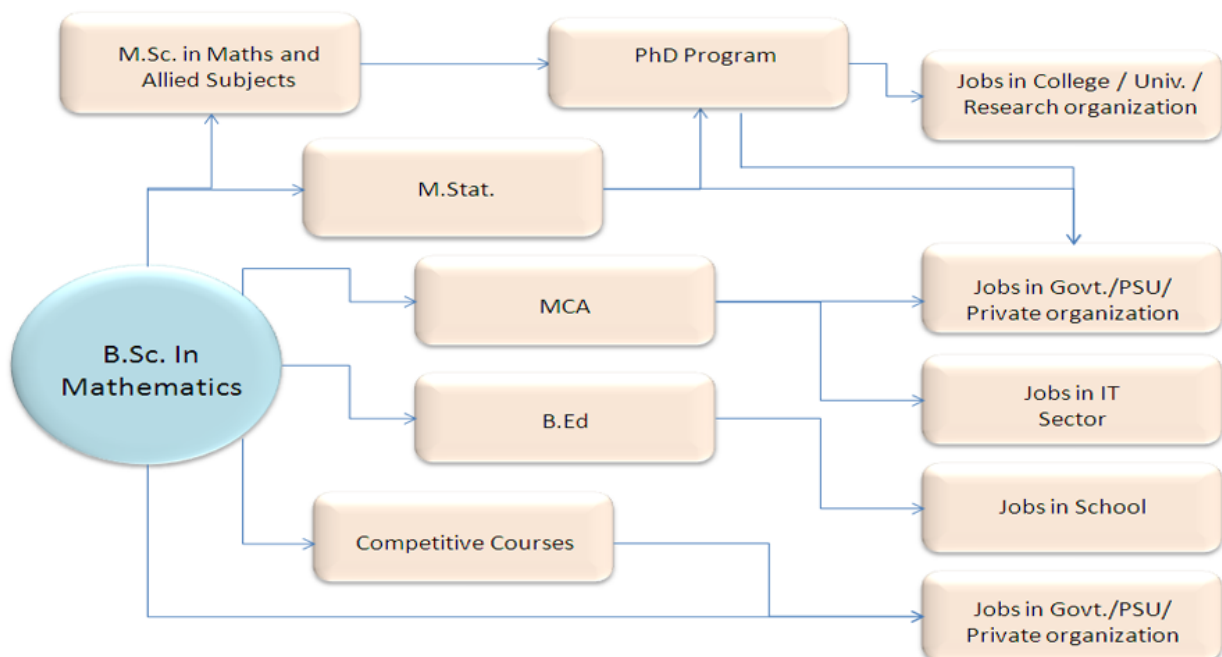 M.Sc. in Maths and
Allied Subjects
PhD Program
Jobs in College / Univ. /
Research organization
M.Stat.
MCA
Jobs in Govt./PSU/
Private organization
B.Sc. In
Mathematics
Jobs in IT
Sector
B.Ed
Jobs in School
Competitive Courses
Jobs in Govt./PSU/
Private organization